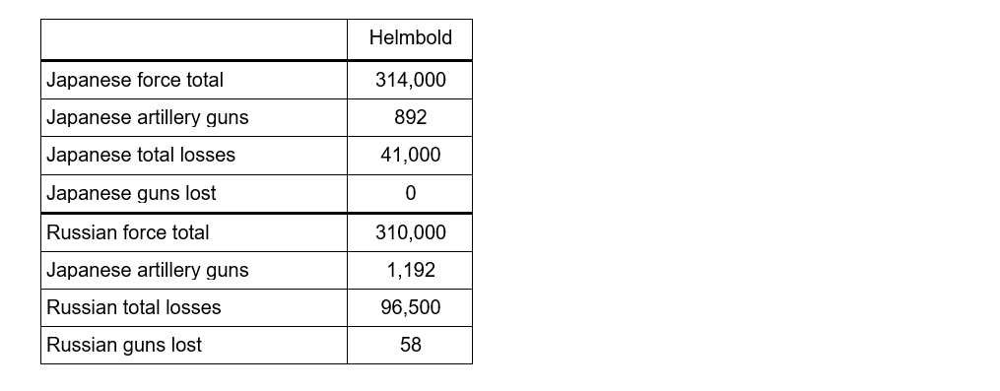 Helmbold
Japanese force total 314,000
Japanese artillery guns 892
Japanese total losses 41,000
Japanese guns lost 0
Russian force total 310,000
Japanese artillery guns 1,192
Russian total losses 96,500
Russian guns lost 58